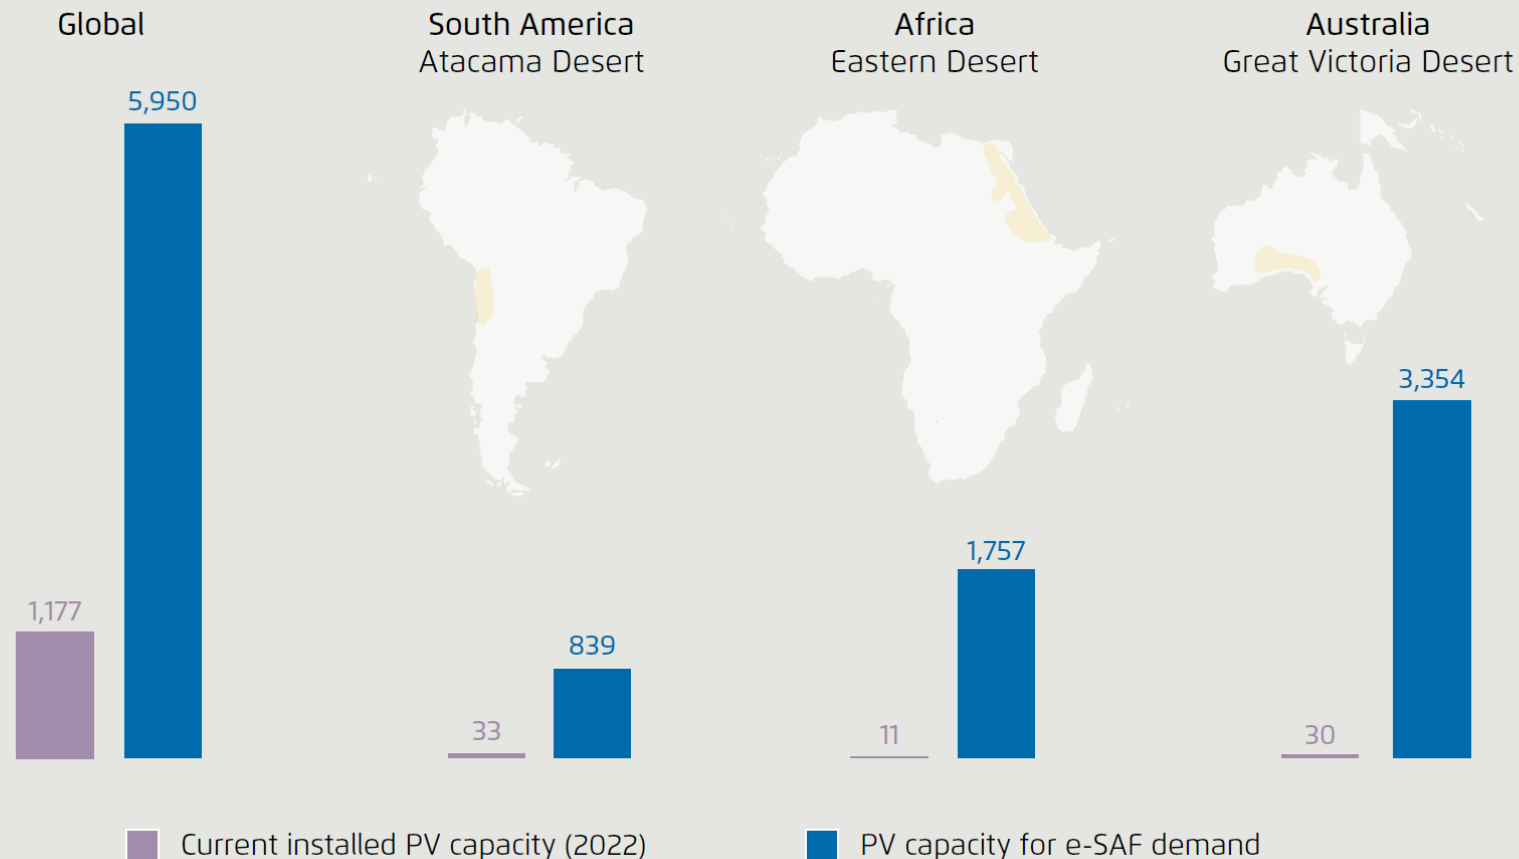 Global
5,950
1,177
South America
Atacama Desert
839
33
Africa
Eastern Desert
1,757
11
Australia
Great Victoria Desert
3,354
30
Current installed PV capacity (2022)
PV capacity for e-SAF demand